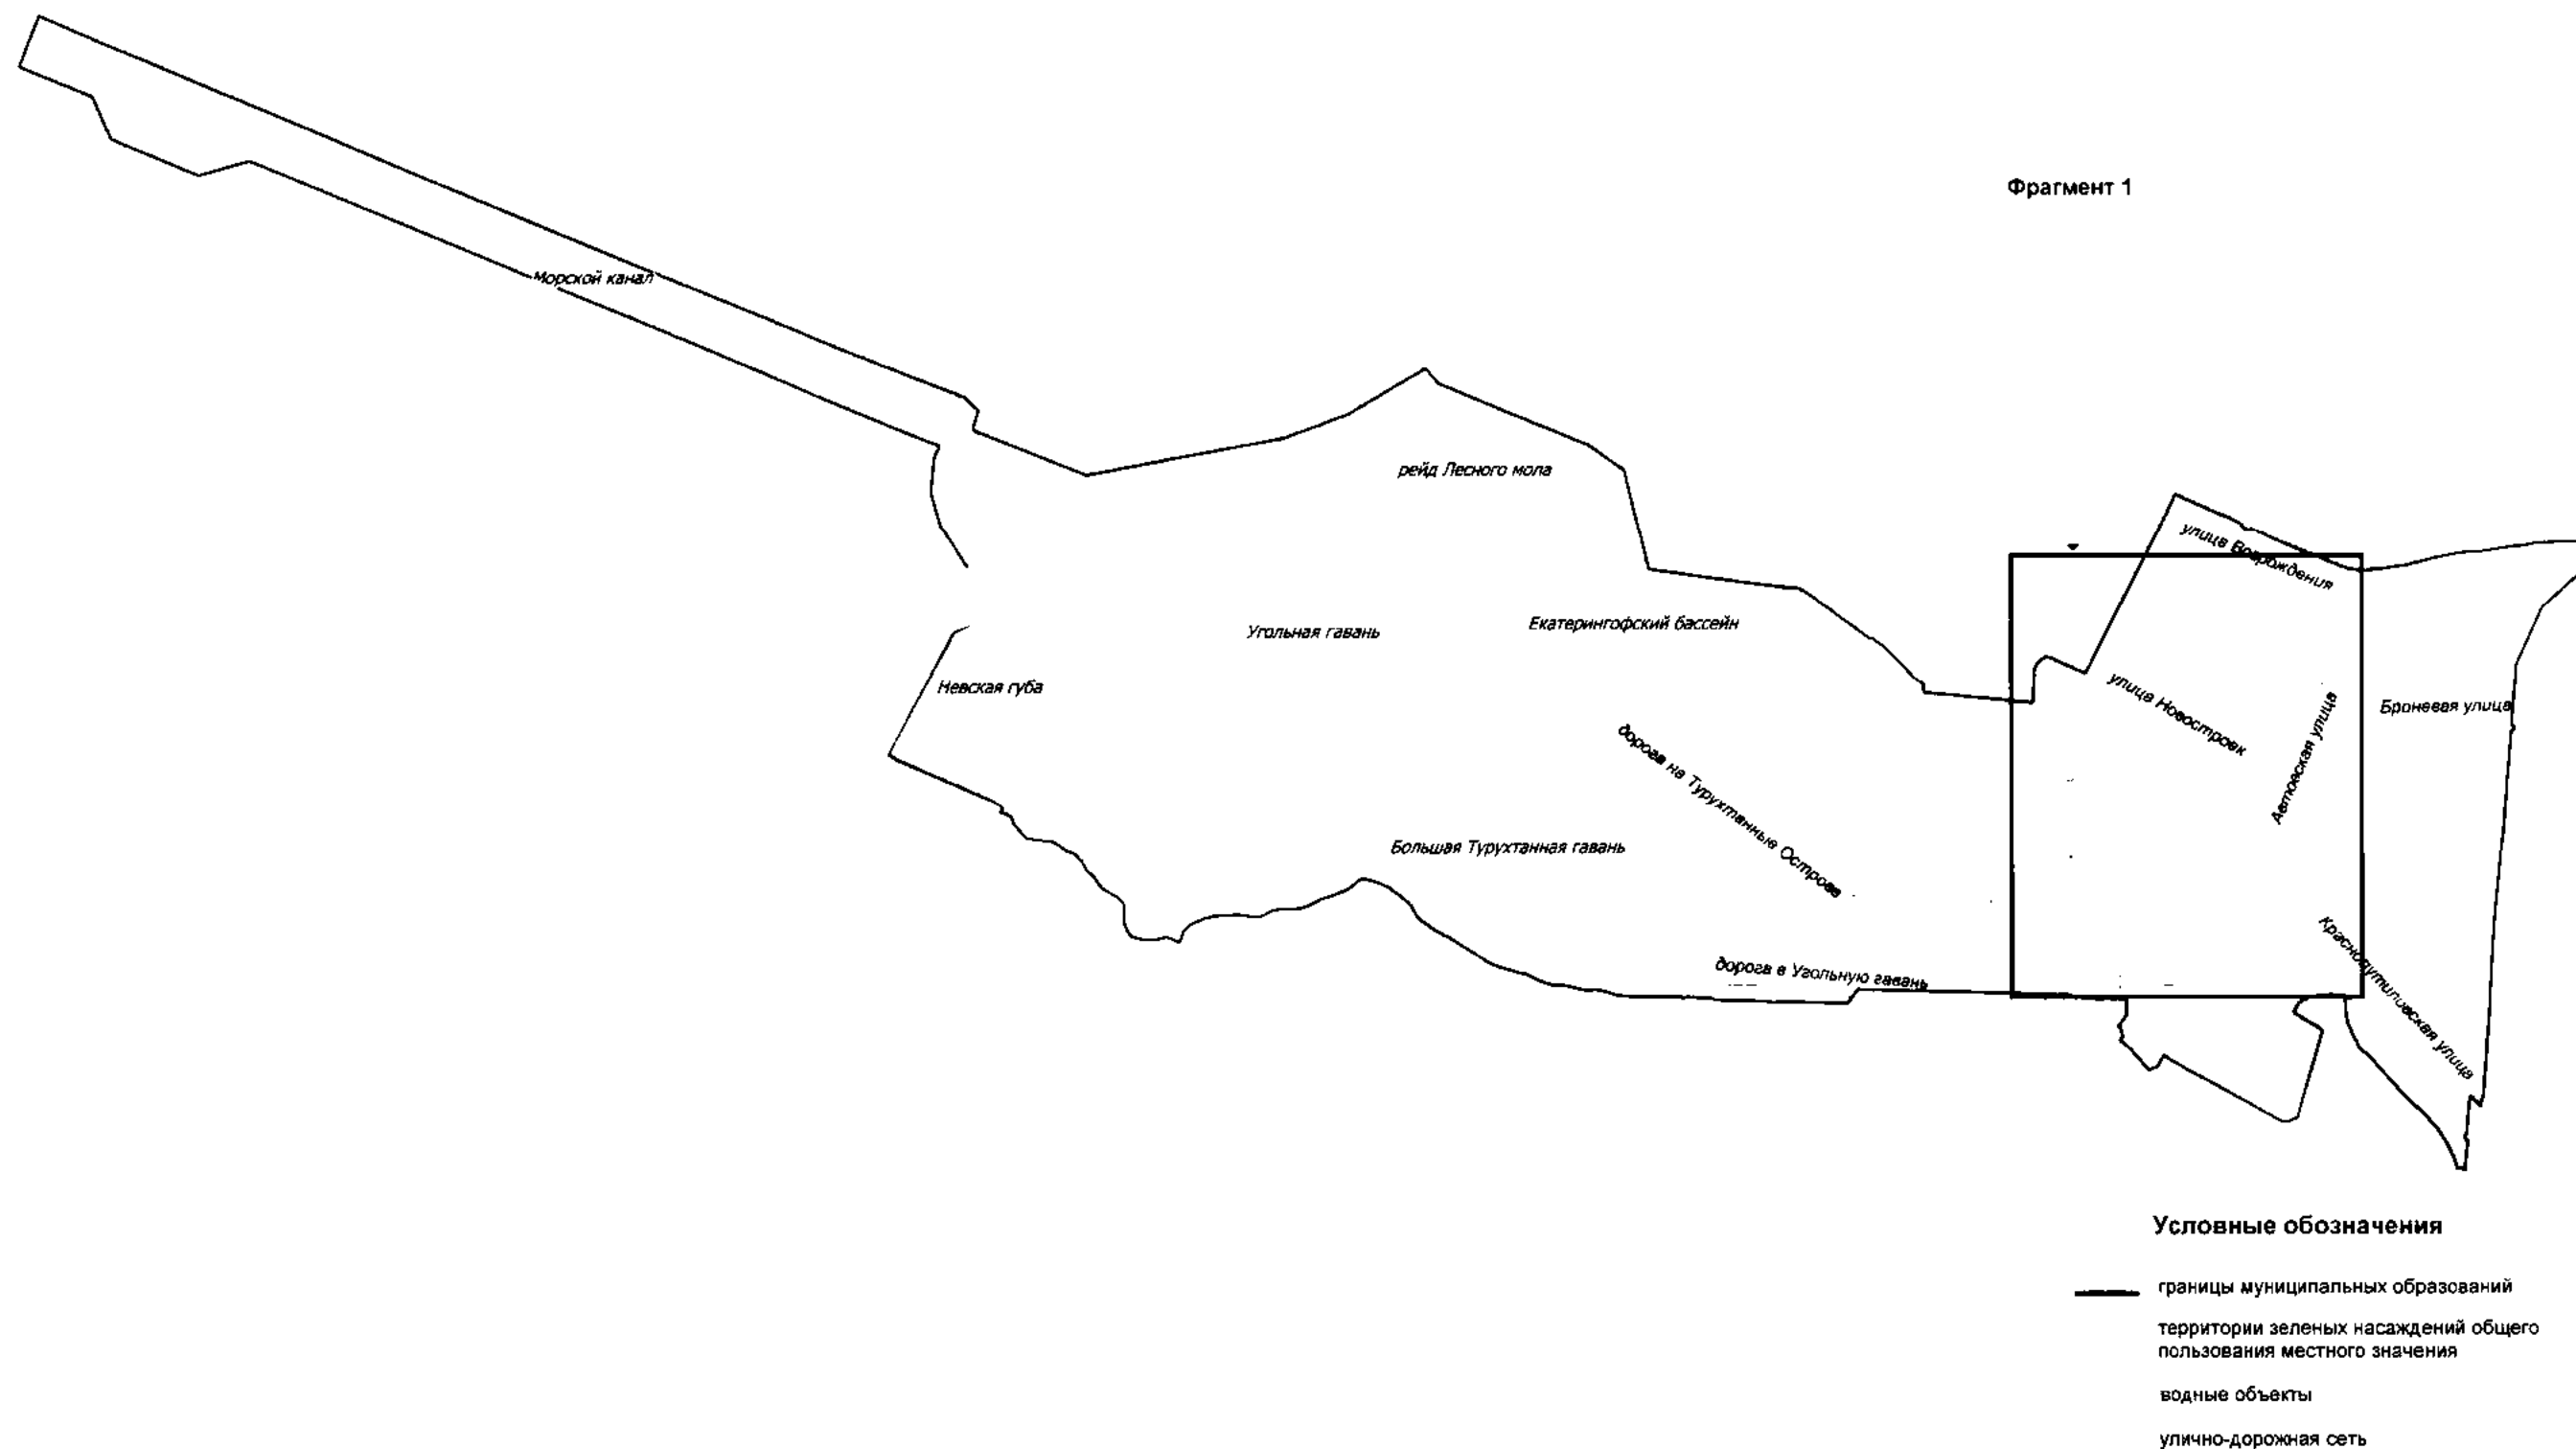 Фрагмент 1
Морской канал
рейд Лесного мола
улица Возрождения
Угольная гавань
Екатерингофский бассейн
Невская губа
улица Новостроек
Автовская улица
Броневая улица
дорога на Турухтанные Острова
Большая Турухтанная гавань
Краснопутиловская улица
дорога в Угольную гавань
Условные обозначения
границы муниципальных образований
территории зеленых насаждений общего
пользования местного значения
водные объекты
улично-дорожная сеть